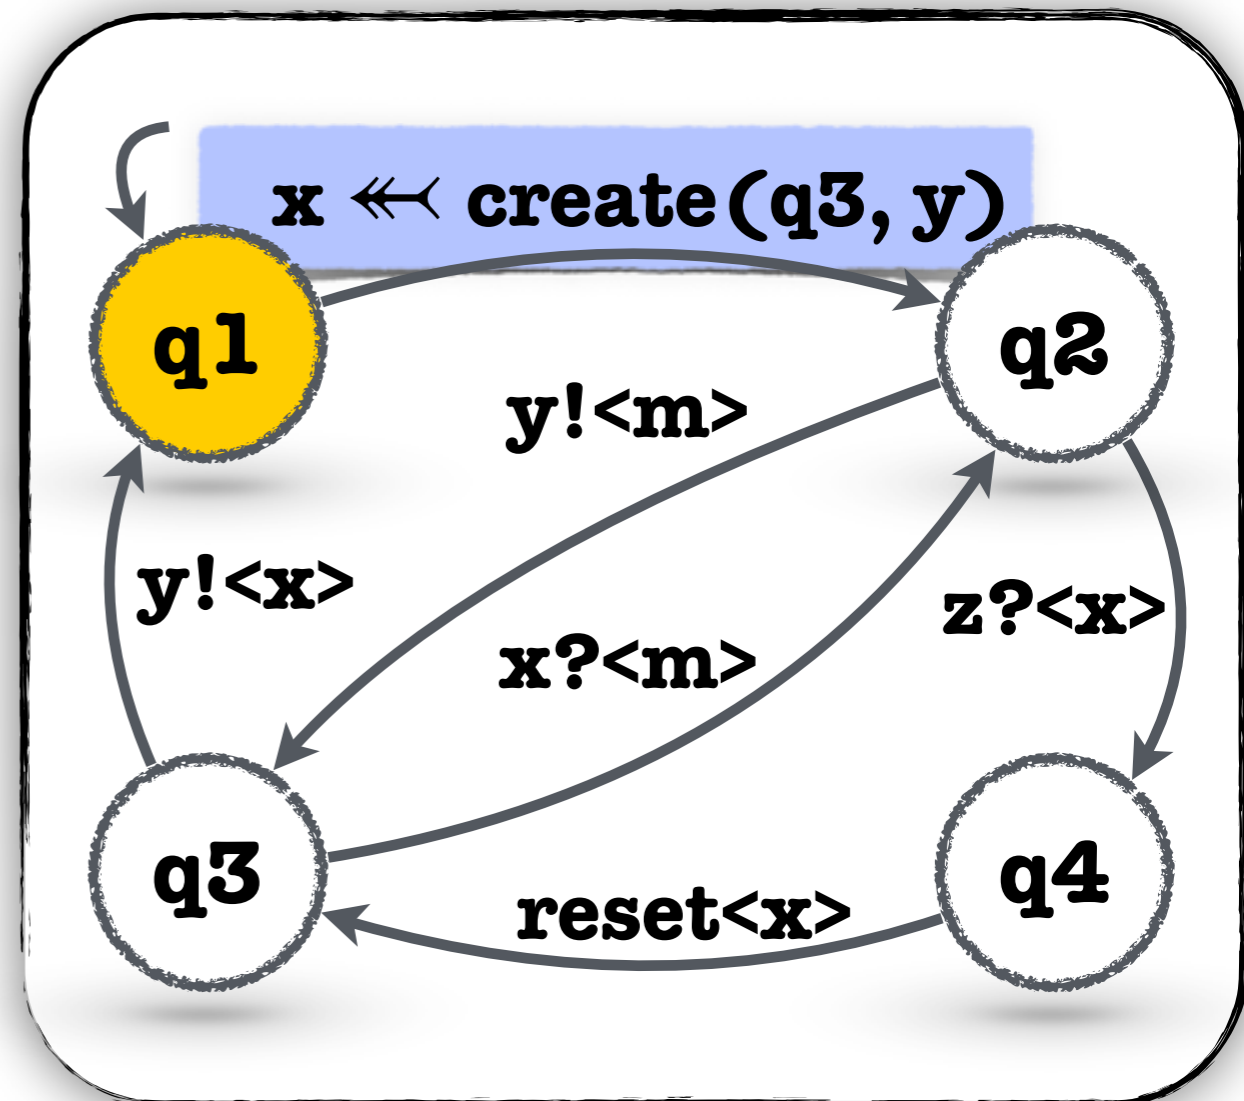 x ⤛ create(q3,y)
q1
q2
y!<m>
y!<x>
z?<x>
x?<m>
q3
q4
reset<x>